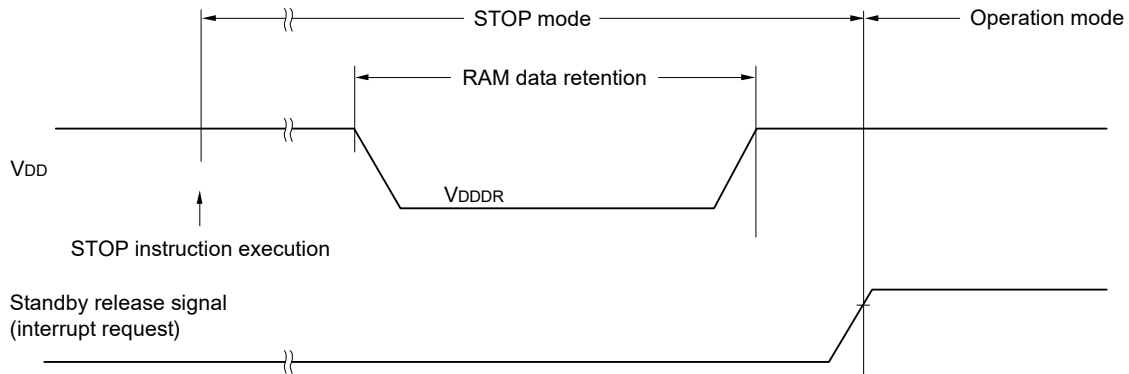 STOP mode
Operation mode
RAM data retention
VDD
VDDDR
STOP instruction execution
Standby release signal
(interrupt request)